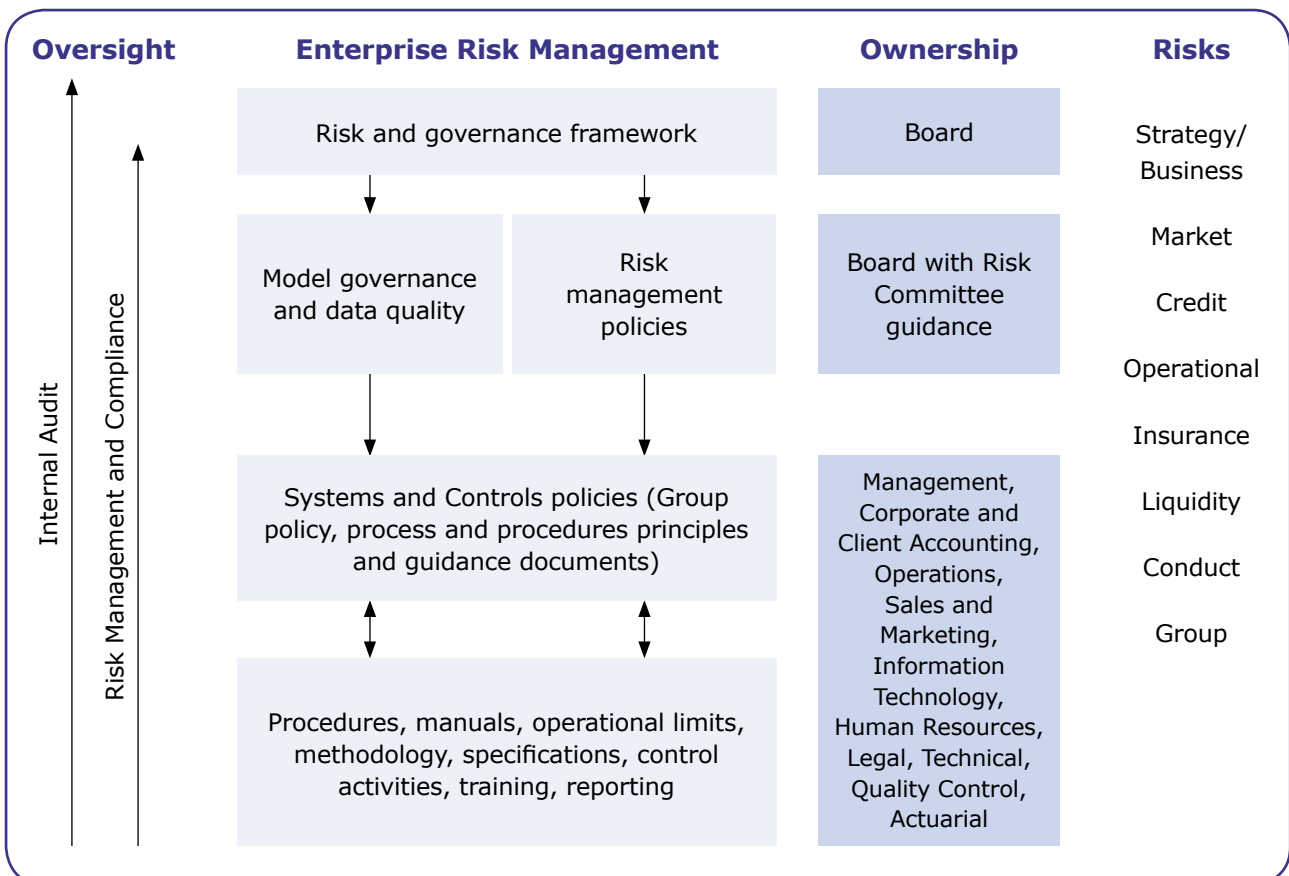 Oversight
Enterprise Risk Management
Ownership
Risks
Internal Audit
Risk Management and Compliance
Risk and governance framework
Model governance
and data quality
Risk
management
policies
Systems and Controls policies (Group
policy, process and procedures principles
and guidance documents)
Procedures, manuals, operational limits,
methodology, specifications, control
activities, training, reporting
Board
Board with Risk
Committee
guidance
Management,
Corporate and
Client Accounting,
Operations,
Sales and
Marketing,
Information
Technology,
Human Resources,
Legal, Technical,
Quality Control,
Actuarial
Strategy/
Business
Market
Credit
Operational
Insurance
Liquidity
Conduct
Group